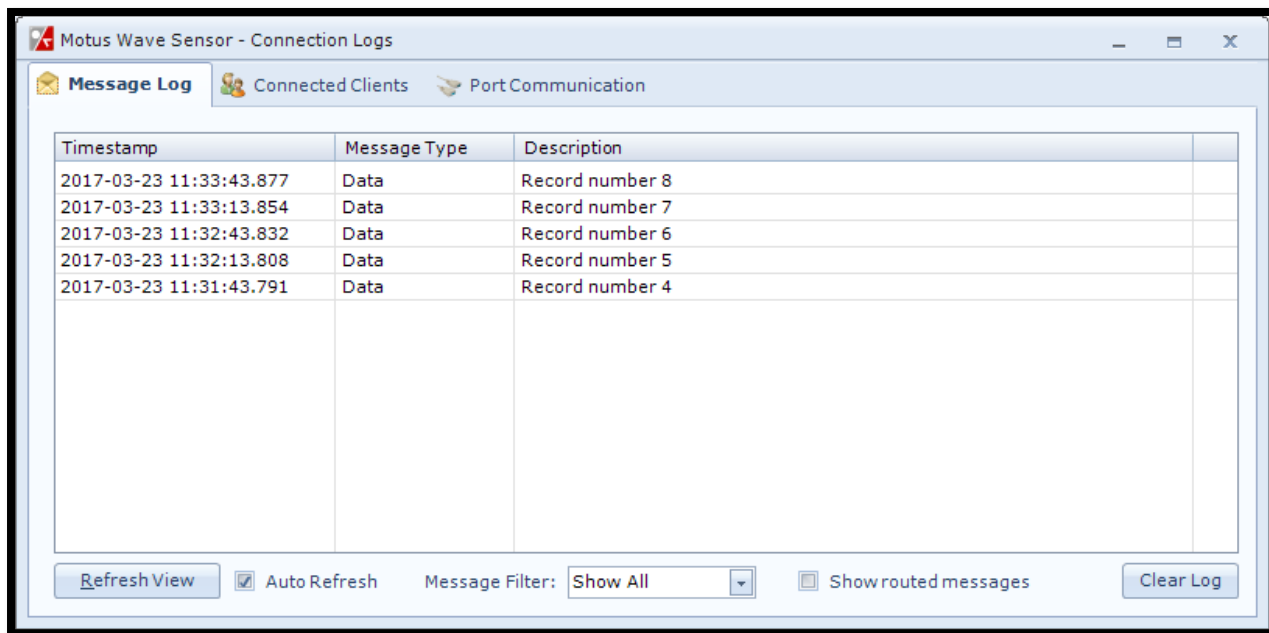 Motus Wave Sensor - Connection Logs
Message Log Connected Clients Port Communication
Timestamp Message Type Description
2017-03-23 11:33:43.877 Data Record number 8
2017-03-23 11:33:13.854 Data Record number 7
2017-03-23 11:32:43.832 Data Record number 6
2017-03-23 11:32:13.808 Data Record number 5
2017-03-23 11:31:43.791 Data Record number 4
Refresh View Auto Refresh Message Filter: Show All Show routed messages Clear Log